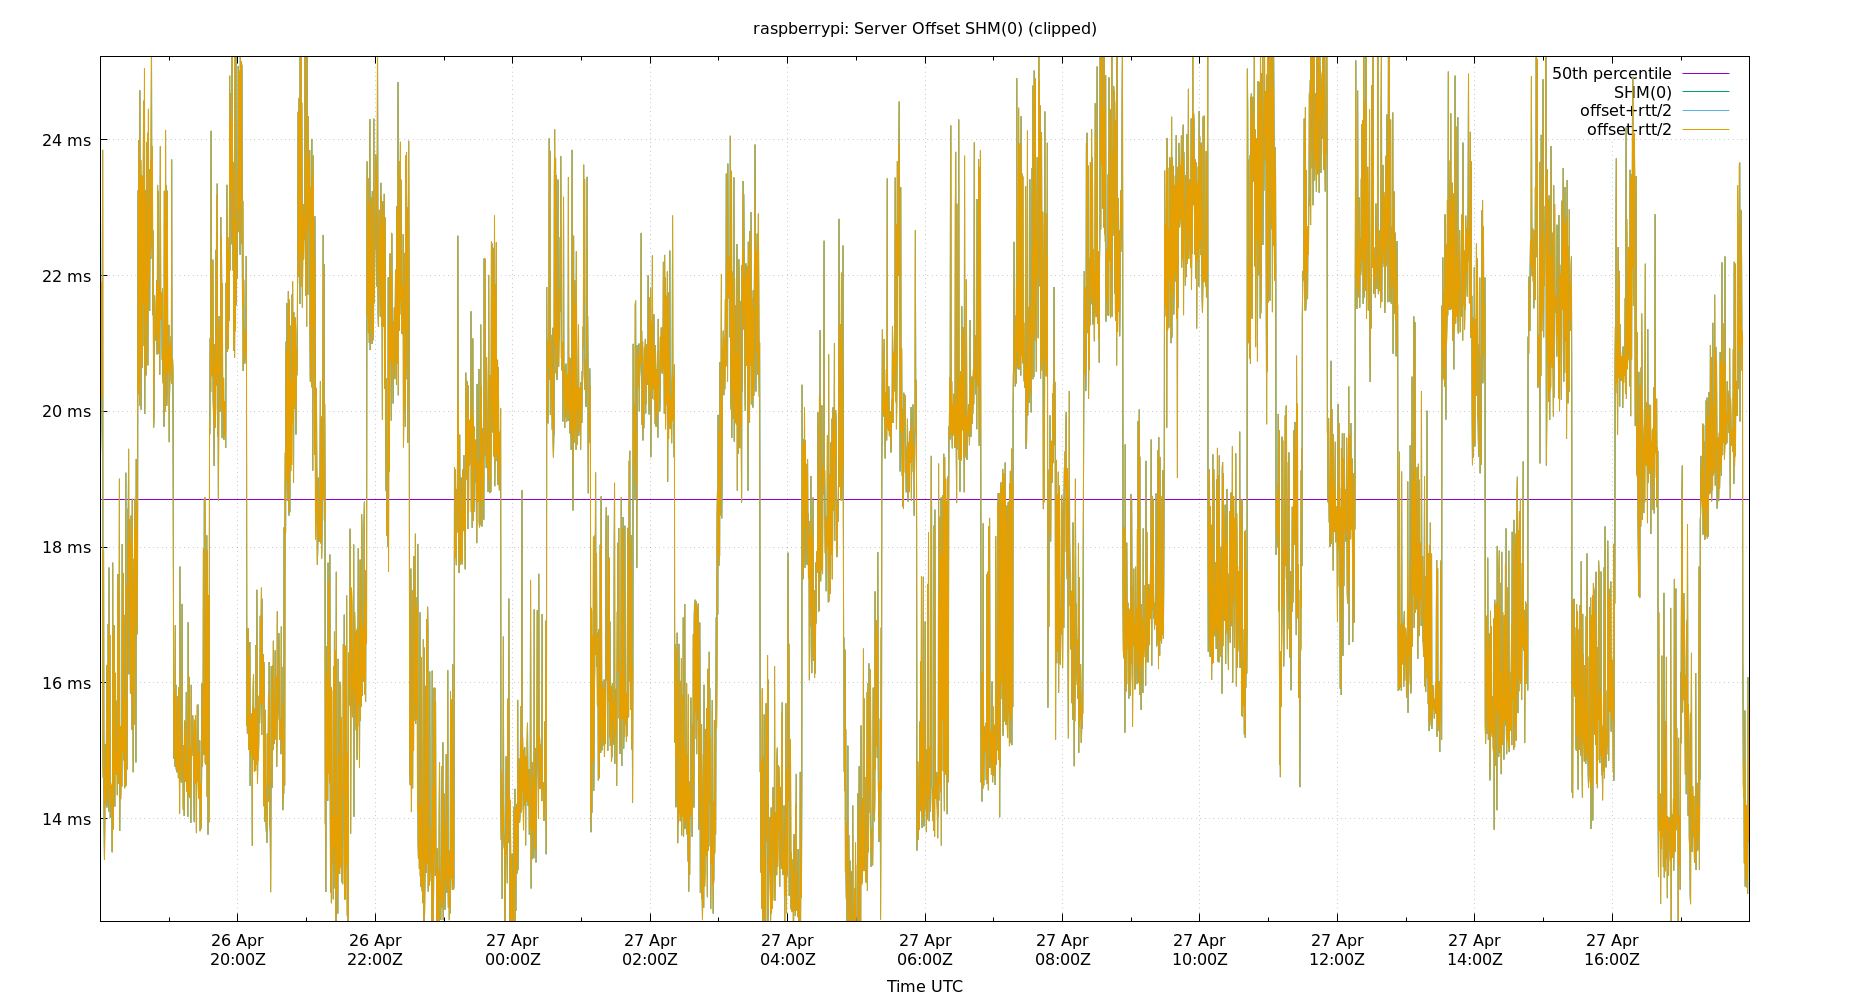 raspberrypi: Server Offset SHM(0) (clipped)
50th percentile
SHM(0)
offset+rtt/2
offset-rtt/2
24 ms
22 ms
20 ms
18 ms
16 ms
14 ms
26 Apr 26 Apr 27 Apr 27 Apr 27 Apr 27 Apr 27 Apr 27 Apr 27 Apr 27 Apr 27 Apr
20:00Z 22:00Z 00:00Z 02:00Z 04:00Z 06:00Z 08:00Z 10:00Z 12:00Z 14:00Z 16:00Z
Time UTC